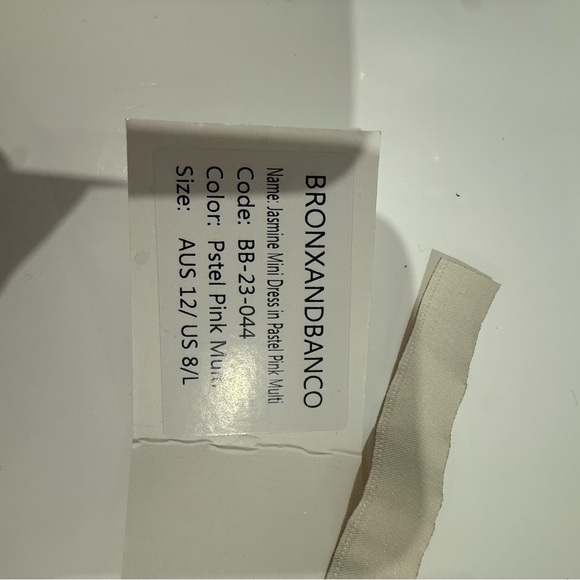 BRONXANDBANCO
Name: Jasmine Mini Dress in Pastel Pink Multi
Code: BB-23-044
Color: Pstel Pink Multi
Size: AUS 12/ US 8/L